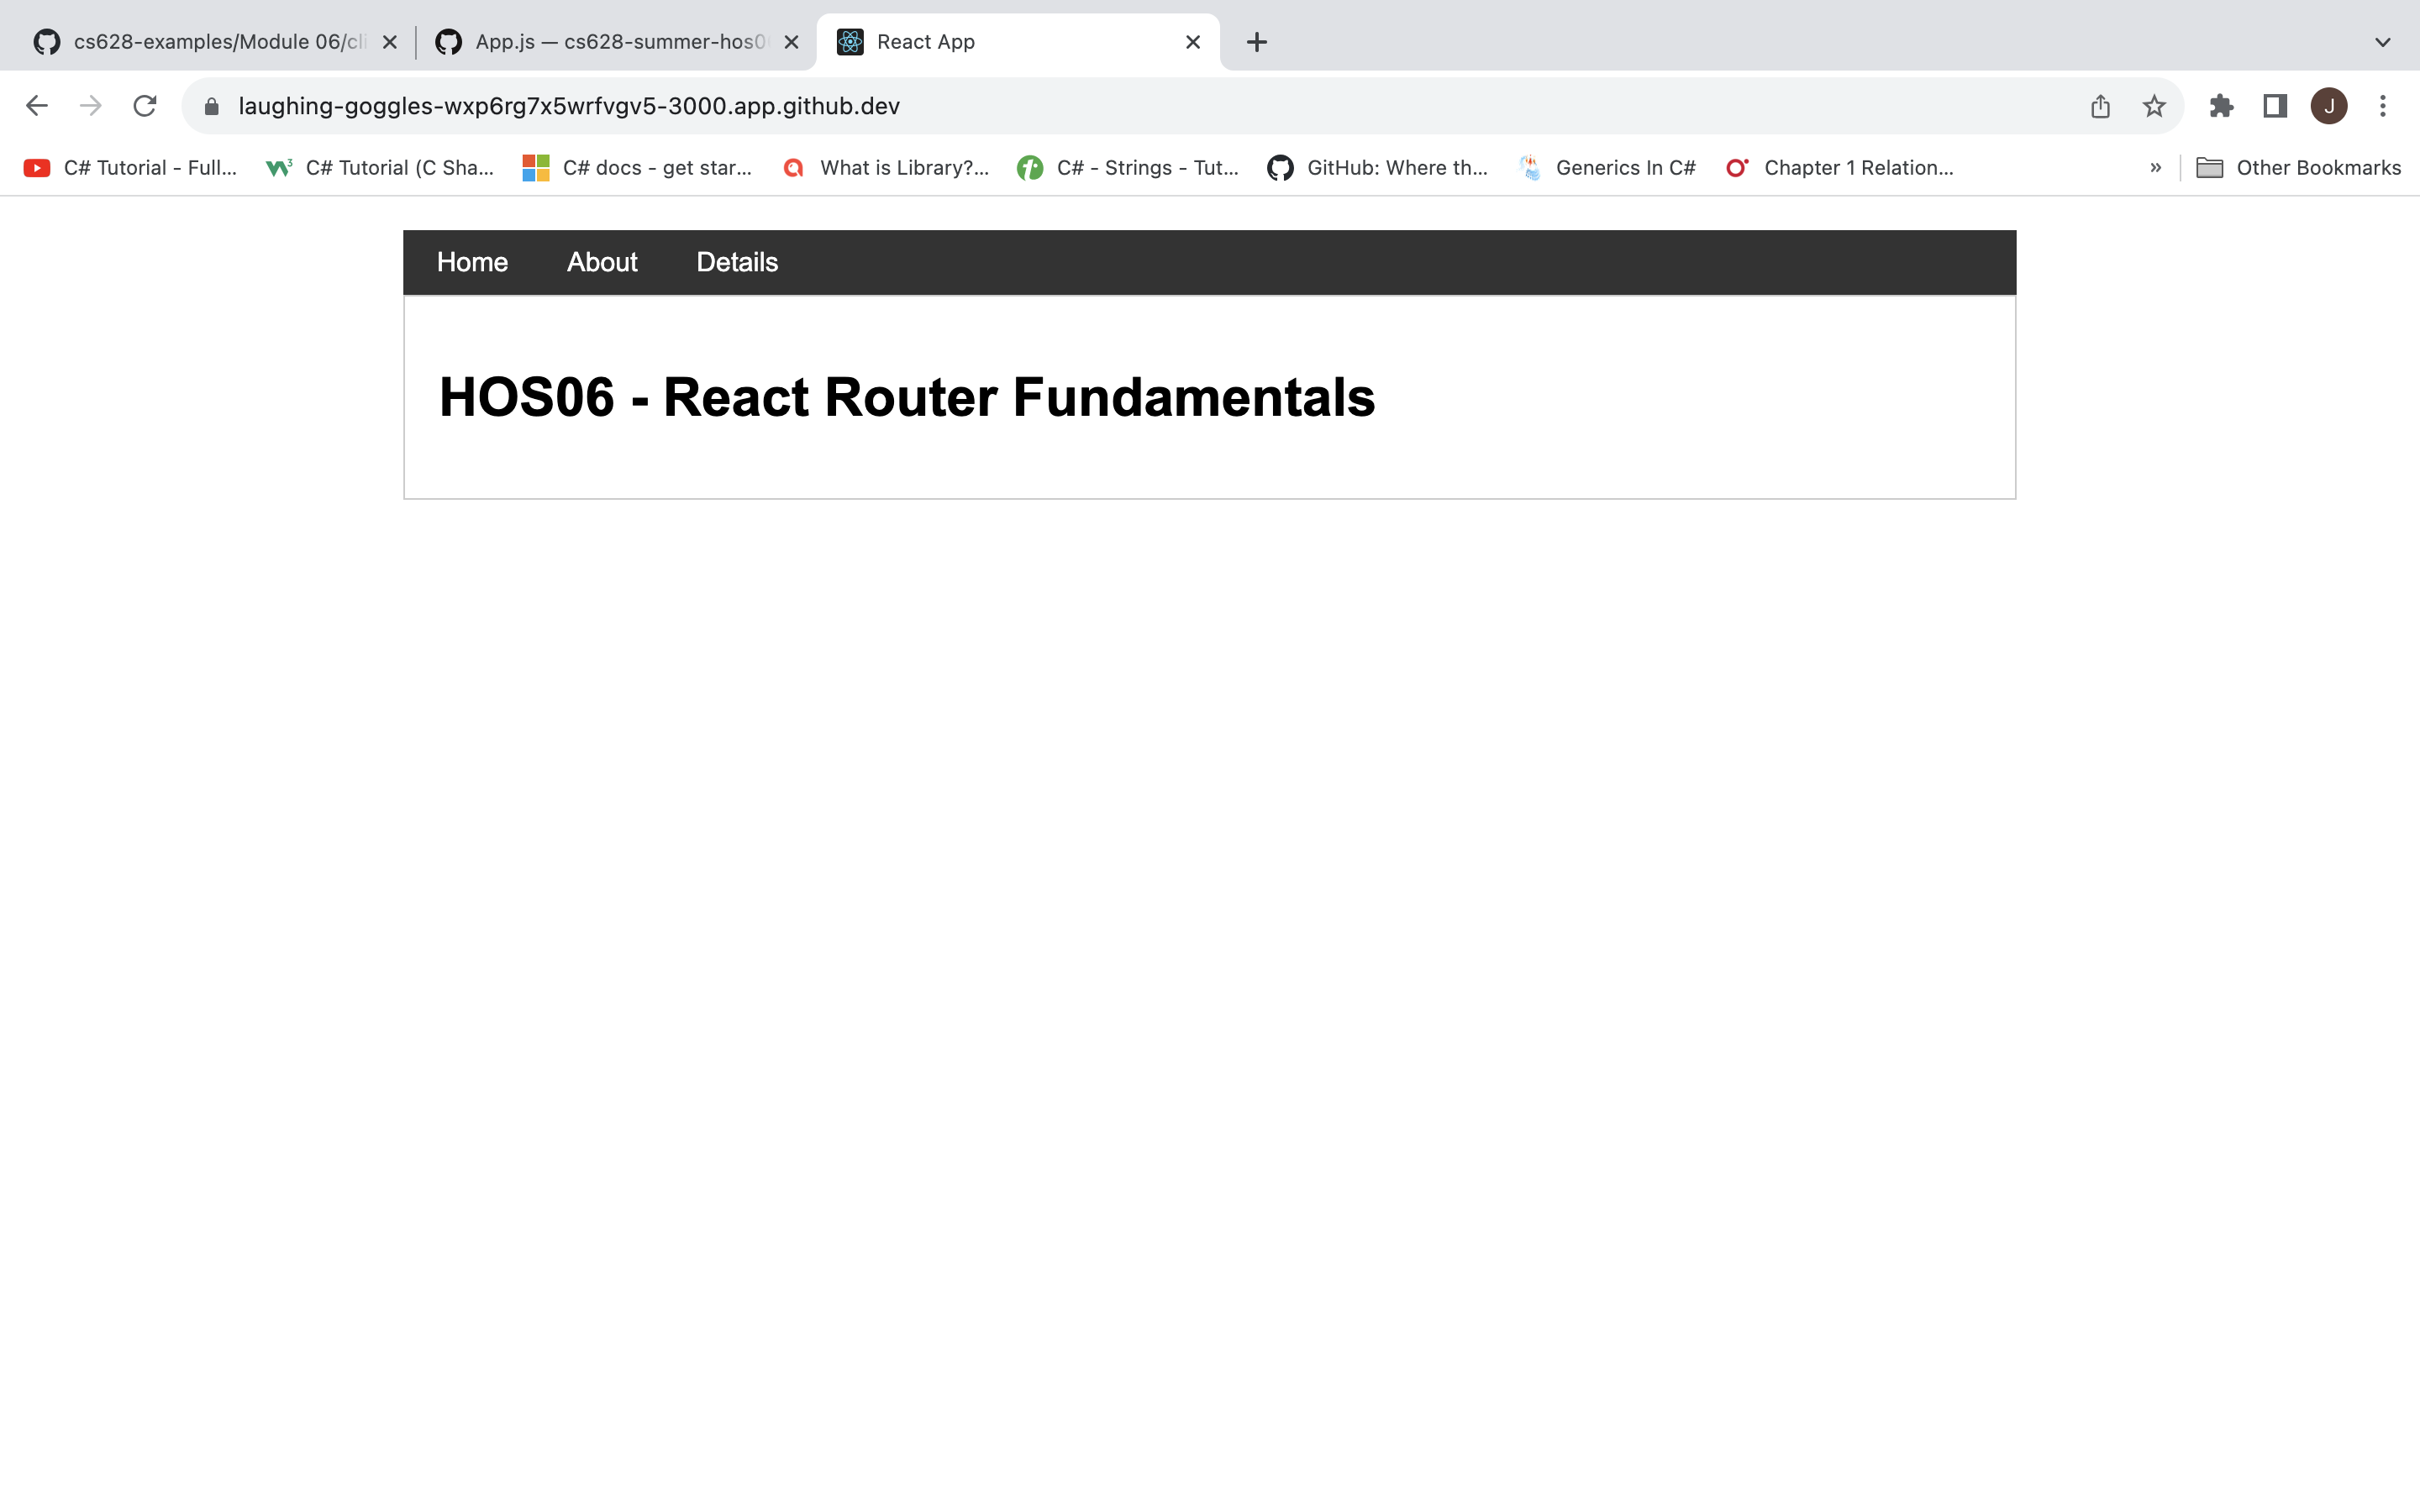 cs628-examples/Module 06/cli
App.js — cs628-summer-hos0
React App
laughing-goggles-wxp6rg7x5wrfvgv5-3000.app.github.dev
J
C# Tutorial - Full...
C# Tutorial (C Sha...
C# docs - get star...
What is Library?...
C# - Strings - Tut...
GitHub: Where th...
Generics In C#
Chapter 1 Relation...
»
Other Bookmarks
Home
About
Details
HOS06 - React Router Fundamentals